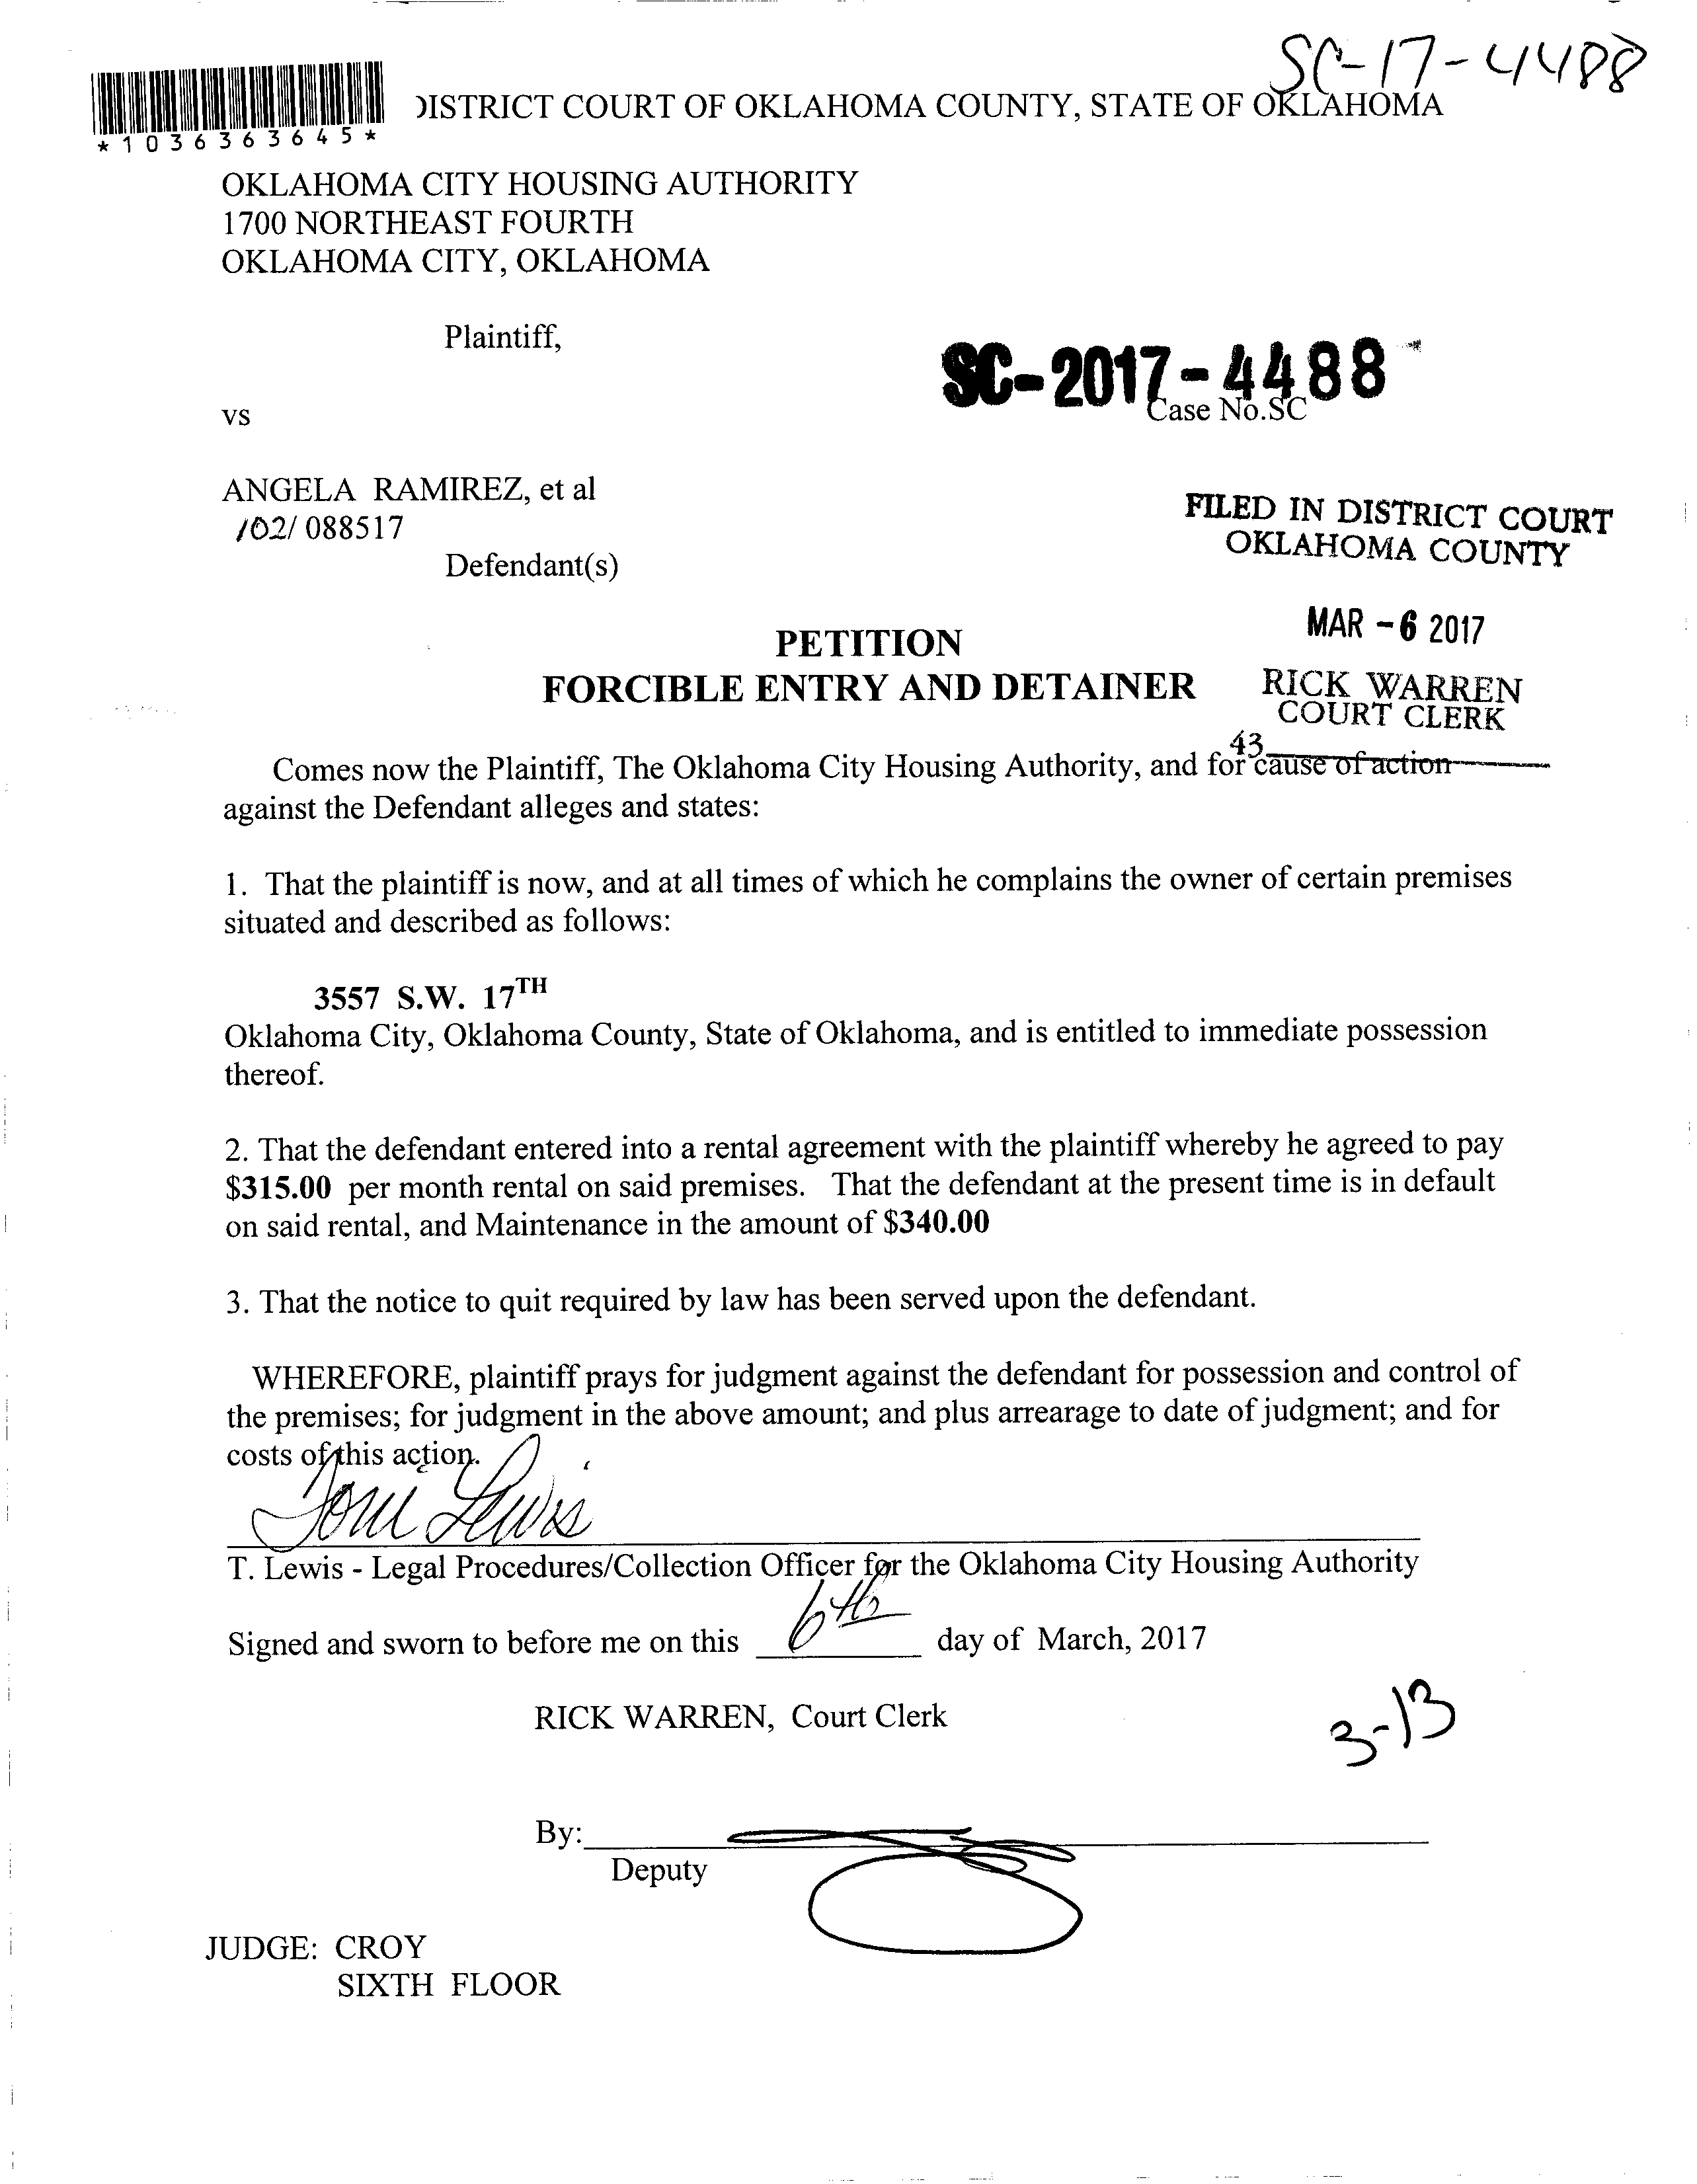 SC-17-4488
*1036363645*
DISTRICT COURT OF OKLAHOMA COUNTY, STATE OF OKLAHOMA
OKLAHOMA CITY HOUSING AUTHORITY
1700 NORTHEAST FOURTH
OKLAHOMA CITY, OKLAHOMA
Plaintiff,
SC-2017-4488
Case No.SC
vs
ANGELA RAMIREZ, et al
/02/ 088517
Defendant(s)
FILED IN DISTRICT COURT
OKLAHOMA COUNTY
MAR -6 2017
RICK WARREN
COURT CLERK
43
PETITION
FORCIBLE ENTRY AND DETAINER
Comes now the Plaintiff, The Oklahoma City Housing Authority, and for cause of action
against the Defendant alleges and states:
1. That the plaintiff is now, and at all times of which he complains the owner of certain premises
situated and described as follows:
3557 S.W. 17TH
Oklahoma City, Oklahoma County, State of Oklahoma, and is entitled to immediate possession
thereof.
2. That the defendant entered into a rental agreement with the plaintiff whereby he agreed to pay
$315.00 per month rental on said premises. That the defendant at the present time is in default
on said rental, and Maintenance in the amount of $340.00
3. That the notice to quit required by law has been served upon the defendant.
WHEREFORE, plaintiff prays for judgment against the defendant for possession and control of
the premises; for judgment in the above amount; and plus arrearage to date of judgment; and for
costs of this action.
Toni Lewis
T. Lewis - Legal Procedures/Collection Officer for the Oklahoma City Housing Authority
Signed and sworn to before me on this 6th day of March, 2017
RICK WARREN, Court Clerk
3-13
By:
Deputy
JUDGE: CROY
SIXTH FLOOR